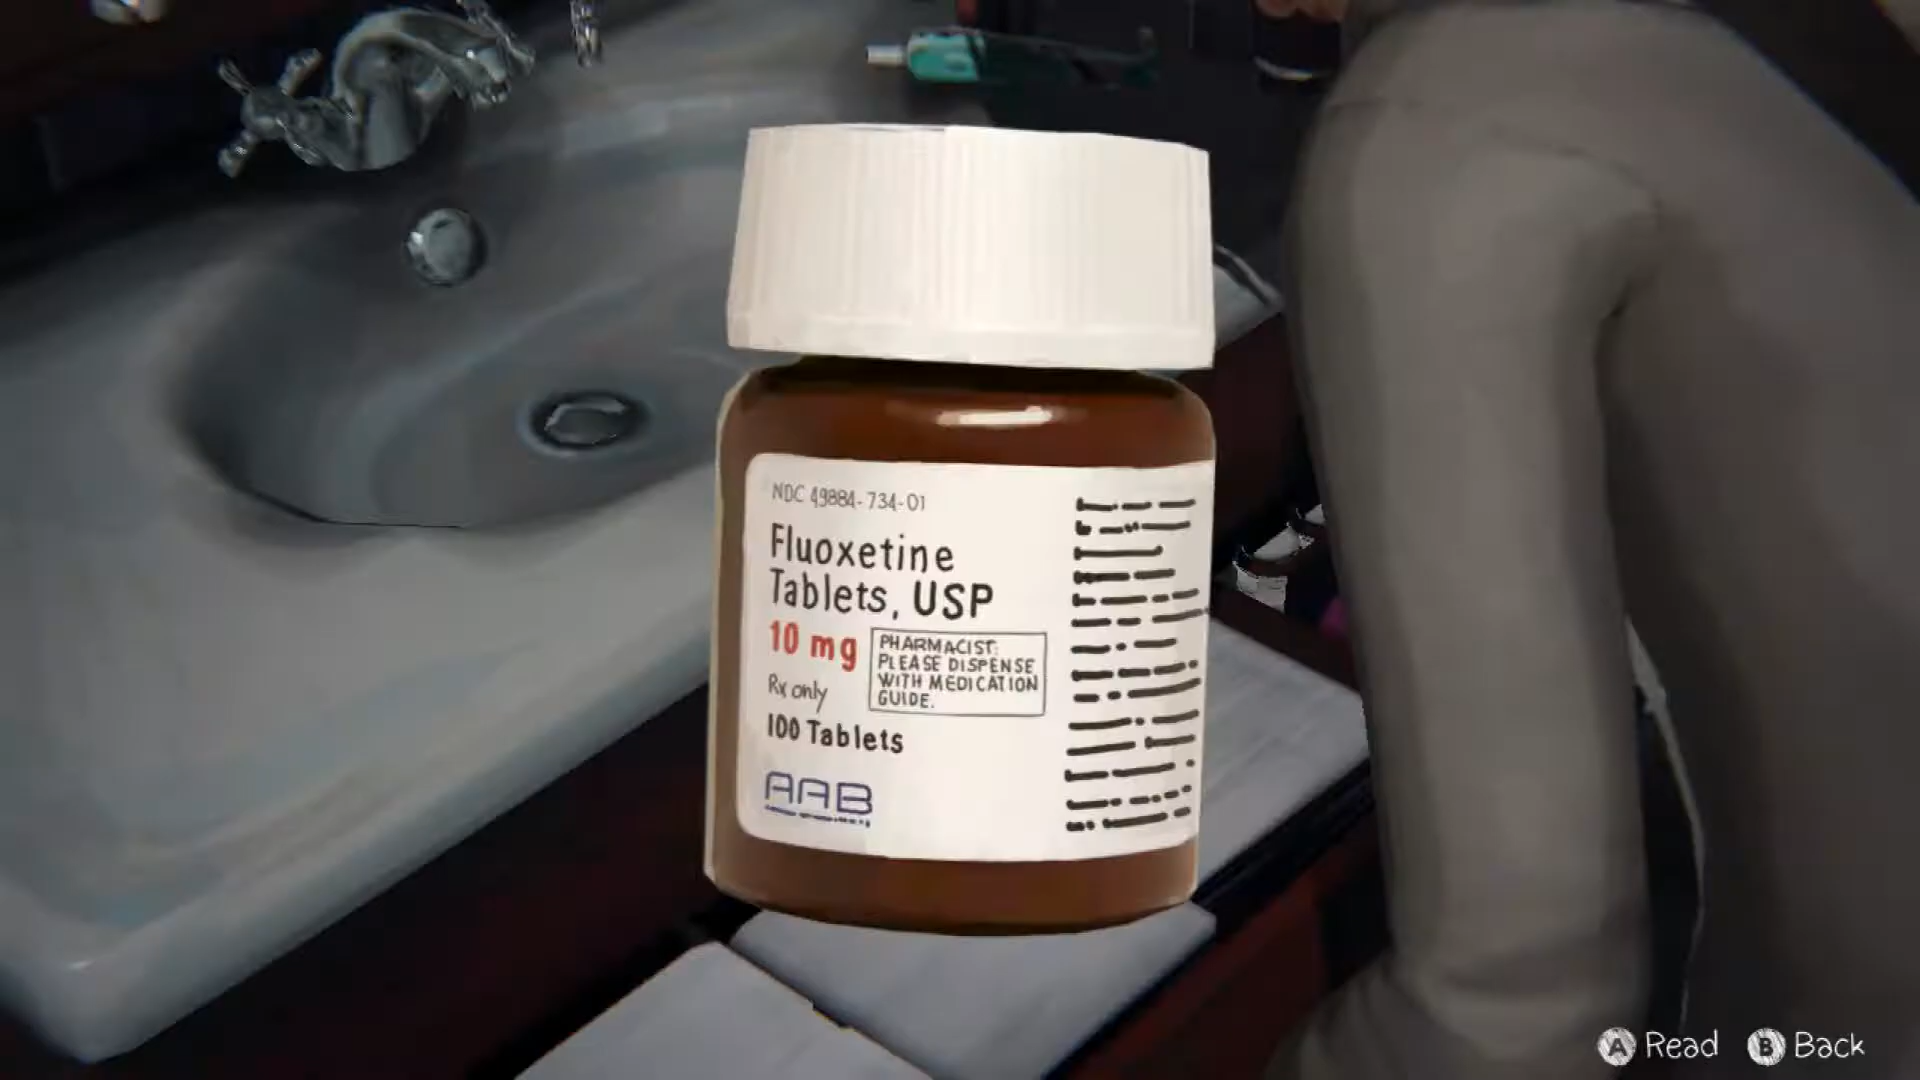 NDC 49884-734-01
Fluoxetine
Tablets, USP
10 mg
PHARMACIST:
PLEASE DISPENSE
WITH MEDICATION
GUIDE.
Rx only
100 Tablets
AAB
A Read B Back